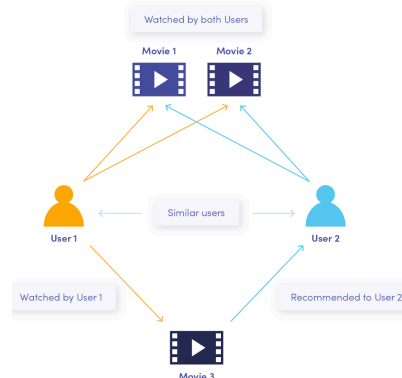 Watched by both Users
Movie 1
Movie 2
Similar users
User 1
User 2
Watched by User 1
Recommended to User 2
Movie 3